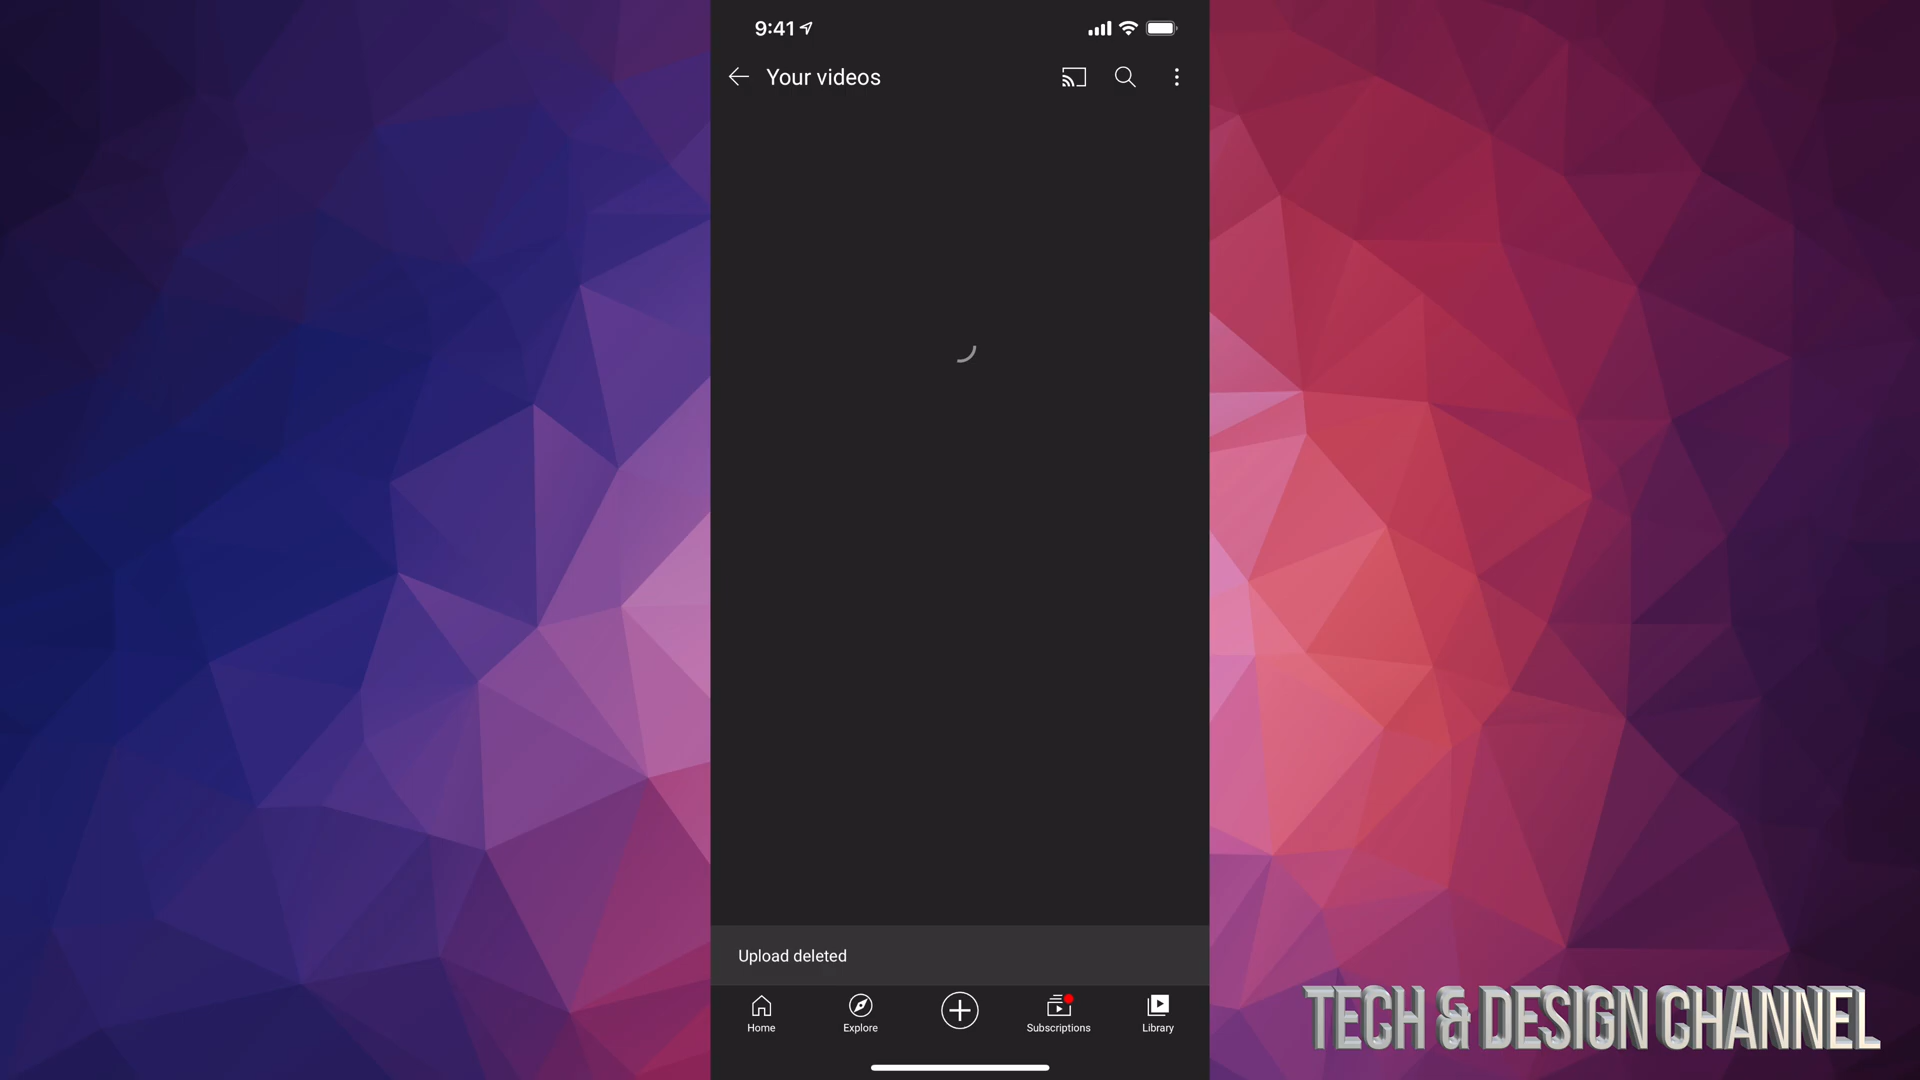 9:41
Your videos
Upload deleted
Home
Explore
Subscriptions
Library
TECH & DESIGN CHANNEL